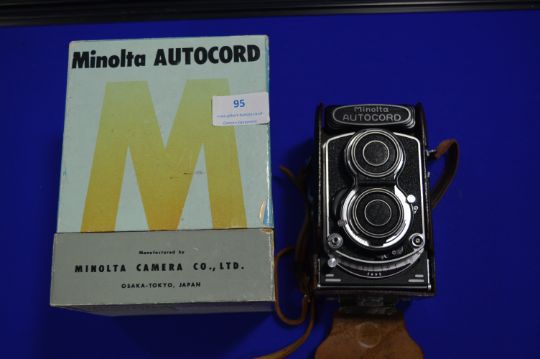 Minolta AUTOCORD
M
95
Manufactured by
MINOLTA CAMERA CO., LTD.
OSAKA-TOKYO, JAPAN
Minolta
AUTOCORD